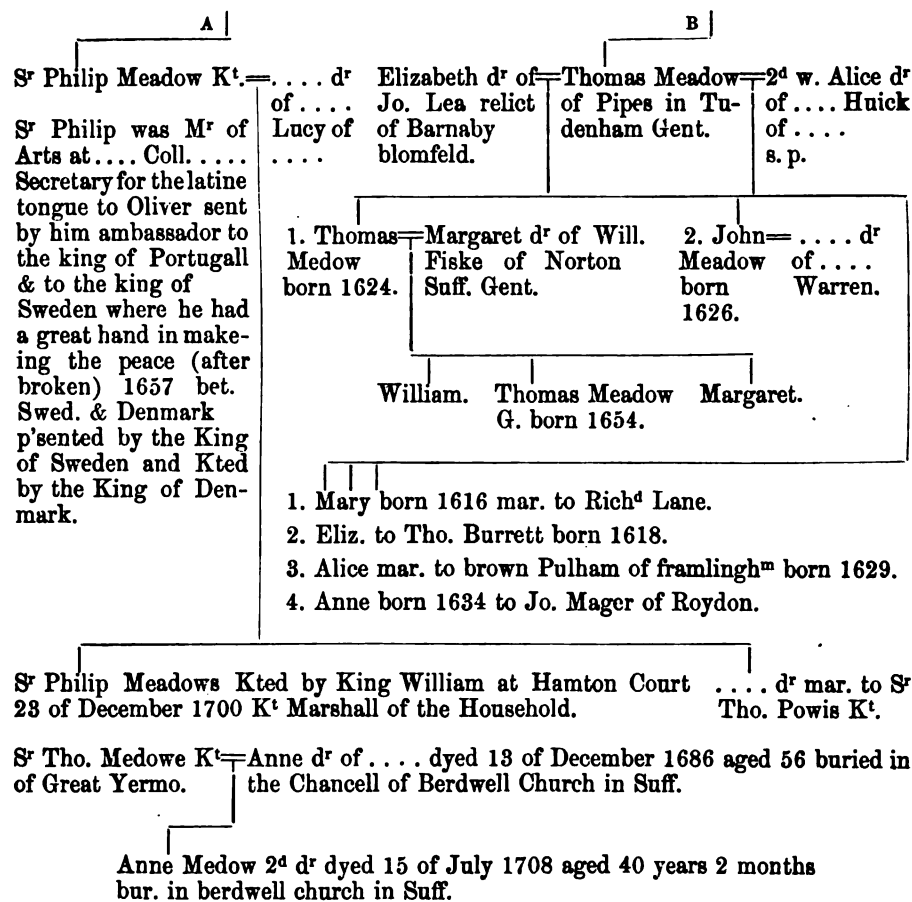 A
B
Sr Philip Meadow Kt.=.... dr
of ....
Lucy of
....
Sr Philip was Mr of
Arts at .... Coll. ....
Secretary for the latine
tongue to Oliver sent
by him ambassador to
the king of Portugall
& to the king of
Sweden where he had
a great hand in make-
ing the peace (after
broken) 1657 bet.
Swed. & Denmark
p'sented by the King
of Sweden and Kted
by the King of Den-
mark.
Elizabeth dr of=Thomas Meadow=2d w. Alice dr
Jo. Lea relict of Pipes in Tu- of .... Huick
of Barnaby denham Gent. of ....
blomfeld. s. p.
1. Thomas=Margaret dr of Will.
Medow Fiske of Norton
born 1624. Suff. Gent.
2. John= .... dr
Meadow of ....
born Warren.
1626.
William. Thomas Meadow Margaret.
G. born 1654.
1. Mary born 1616 mar. to Richd Lane.
2. Eliz. to Tho. Burrett born 1618.
3. Alice mar. to brown Pulham of framlinghm born 1629.
4. Anne born 1634 to Jo. Mager of Roydon.
Sr Philip Meadows Kted by King William at Hamton Court
23 of December 1700 Kt Marshall of the Household.
.... dr mar. to Sr
Tho. Powis Kt.
Sr Tho. Medowe Kt=Anne dr of .... dyed 13 of December 1686 aged 56 buried in
of Great Yermo. the Chancell of Berdwell Church in Suff.
Anne Medow 2d dr dyed 15 of July 1708 aged 40 years 2 months
bur. in berdwell church in Suff.